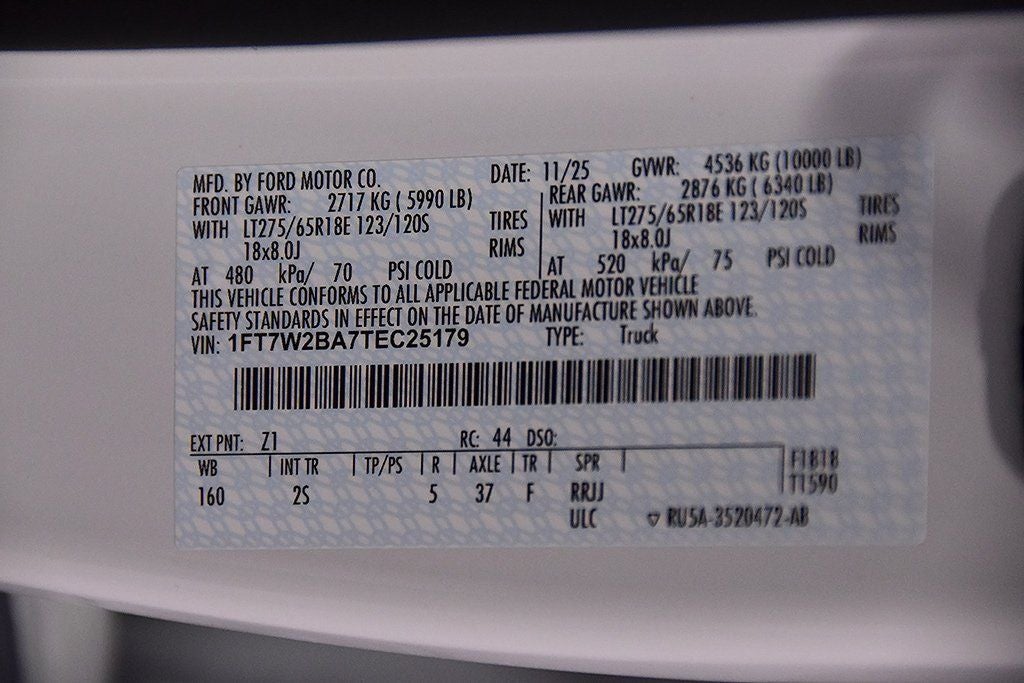 MFD. BY FORD MOTOR CO. DATE: 11/25 GVWR: 4536 KG (10000 LB)
FRONT GAWR: 2717 KG ( 5990 LB) REAR GAWR: 2876 KG ( 6340 LB)
WITH LT275/65R18E 123/120S TIRES WITH LT275/65R18E 123/120S TIRES
18x8.0J RIMS 18x8.0J RIMS
AT 480 kPa/ 70 PSI COLD AT 520 kPa/ 75 PSI COLD
THIS VEHICLE CONFORMS TO ALL APPLICABLE FEDERAL MOTOR VEHICLE
SAFETY STANDARDS IN EFFECT ON THE DATE OF MANUFACTURE SHOWN ABOVE.
VIN: 1FT7W2BA7TEC25179 TYPE: Truck
EXT PNT: Z1 RC: 44 DSO:
WB INT TR TP/PS R AXLE TR SPR F1818
160 2S 5 37 F RRJJ T1590
ULC ▽ RU5A-3520472-AB